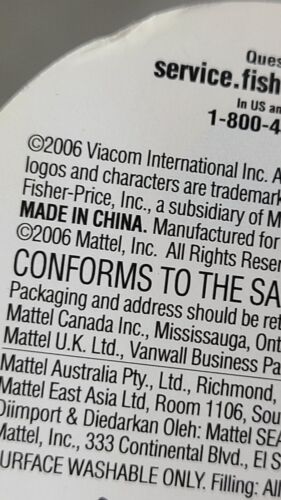 Ques
service.fish
In US an
1-800-4
©2006 Viacom International Inc. A
logos and characters are trademark
Fisher-Price, Inc., a subsidiary of M
MADE IN CHINA. Manufactured for
©2006 Mattel, Inc. All Rights Reser
CONFORMS TO THE SA
Packaging and address should be ret
Mattel Canada Inc., Mississauga, Ont
Mattel U.K. Ltd., Vanwall Business Pa
Mattel Australia Pty., Ltd., Richmond,
Mattel East Asia Ltd, Room 1106, Sou
Diimport & Diedarkan Oleh: Mattel SEA
Mattel, Inc., 333 Continental Blvd., El S
SURFACE WASHABLE ONLY. Filling: All